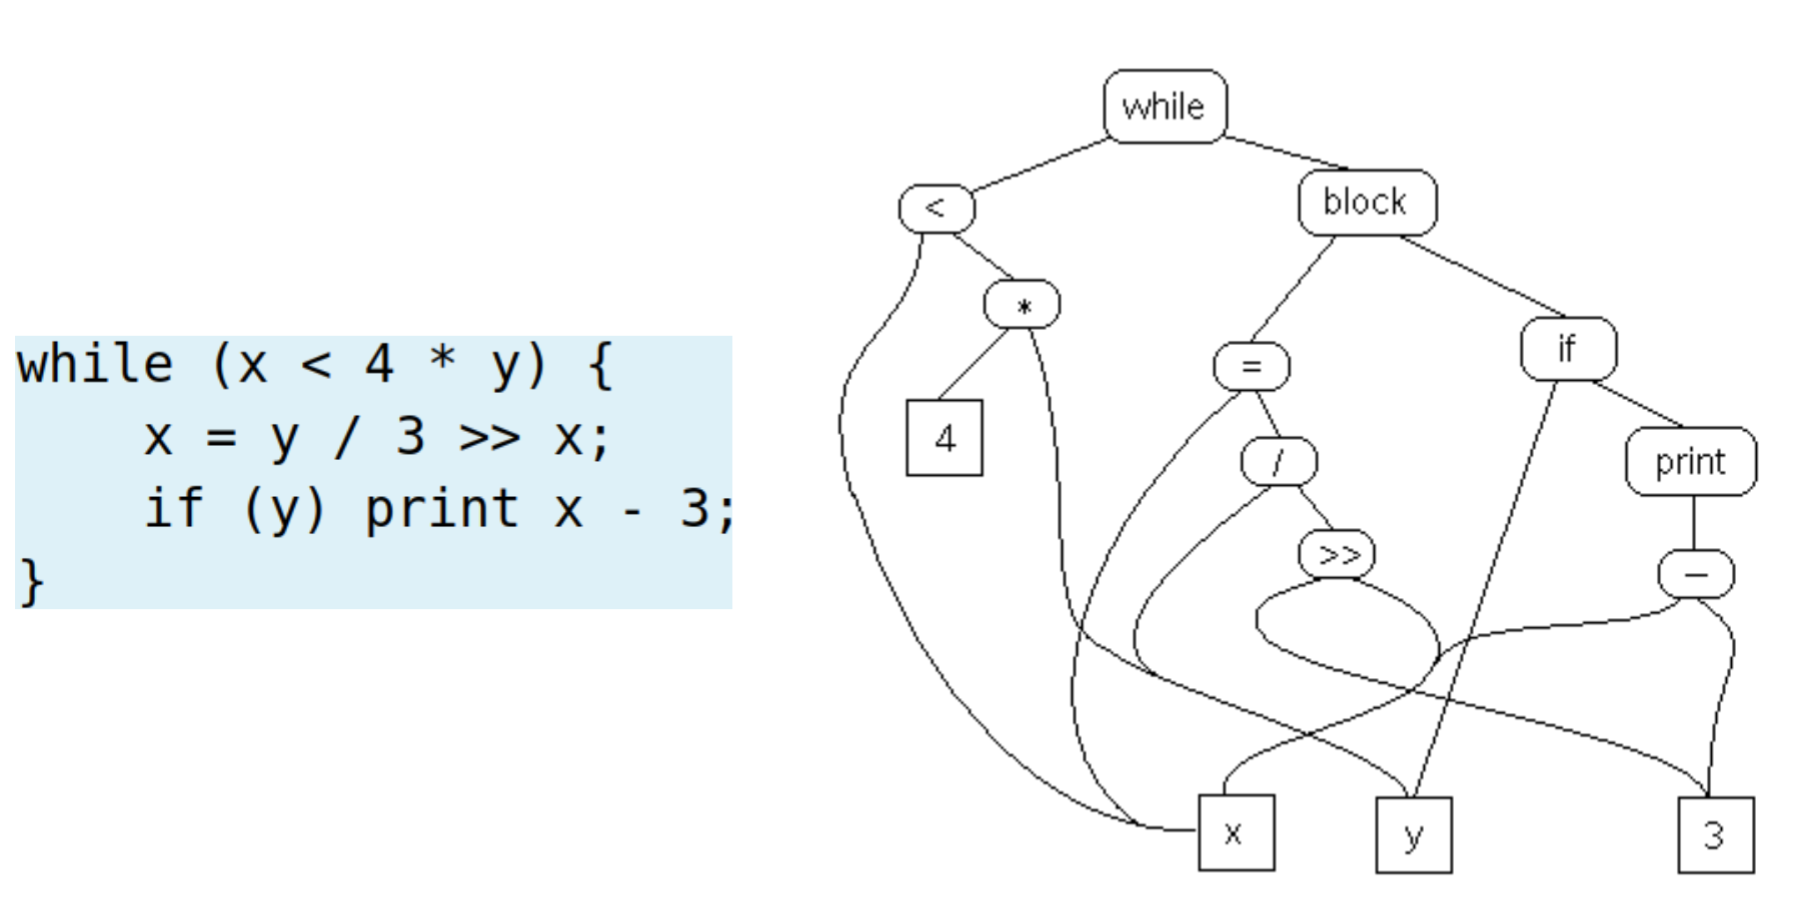 while (x < 4 * y) {
    x = y / 3 >> x;
    if (y) print x - 3;
}
while
<
block
*
=
if
4
/
print
>>
–
x
y
3